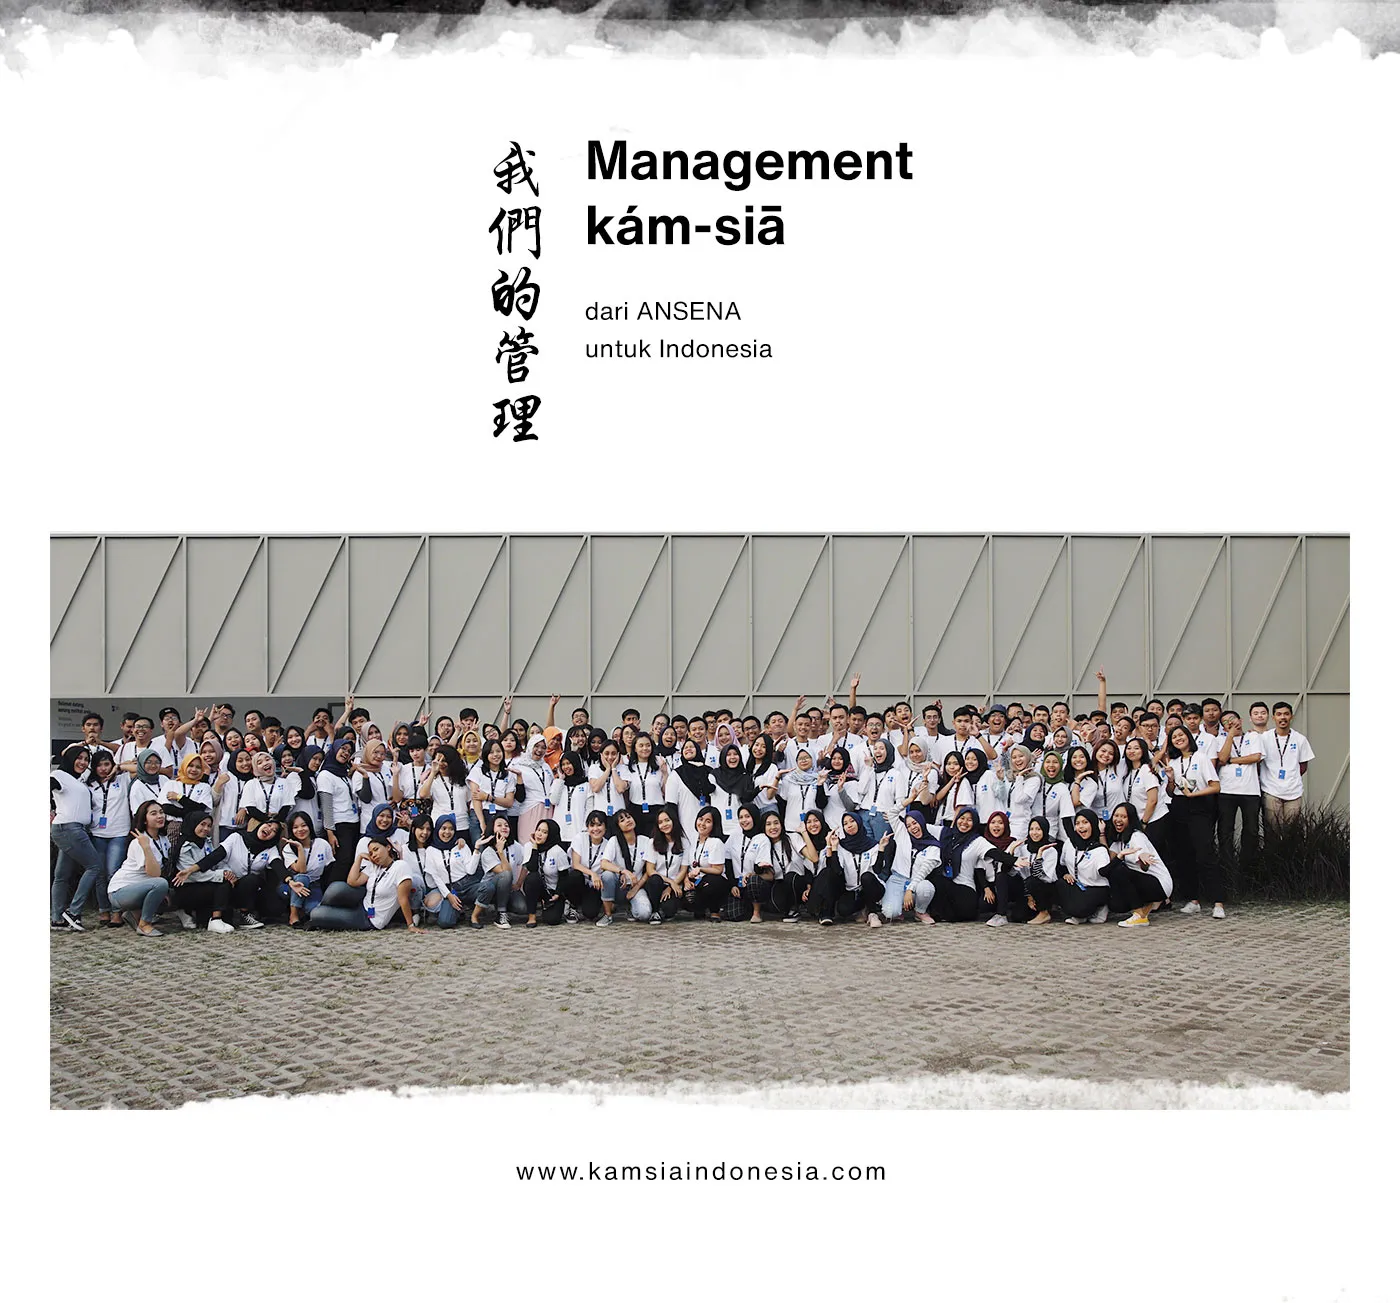 我們的管理
Management
kám-siā
dari ANSENA
untuk Indonesia
www.kamsiaindonesia.com